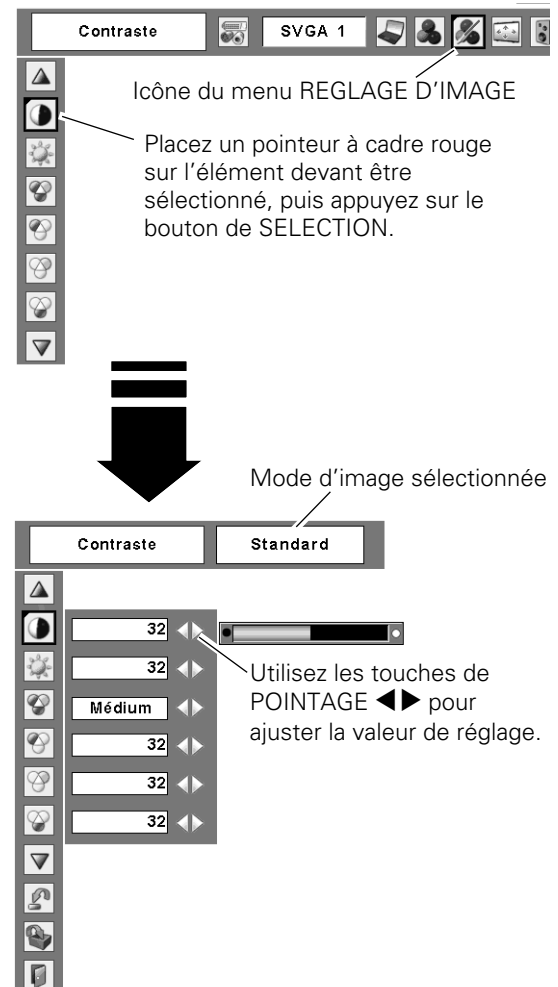 Contraste
SVGA 1
Icône du menu REGLAGE D'IMAGE
Placez un pointeur à cadre rouge
sur l'élément devant être
sélectionné, puis appuyez sur le
bouton de SELECTION.
Mode d'image sélectionnée
Contraste
Standard
32
32
Médium
32
32
32
Utilisez les touches de
POINTAGE ◀▶ pour
ajuster la valeur de réglage.